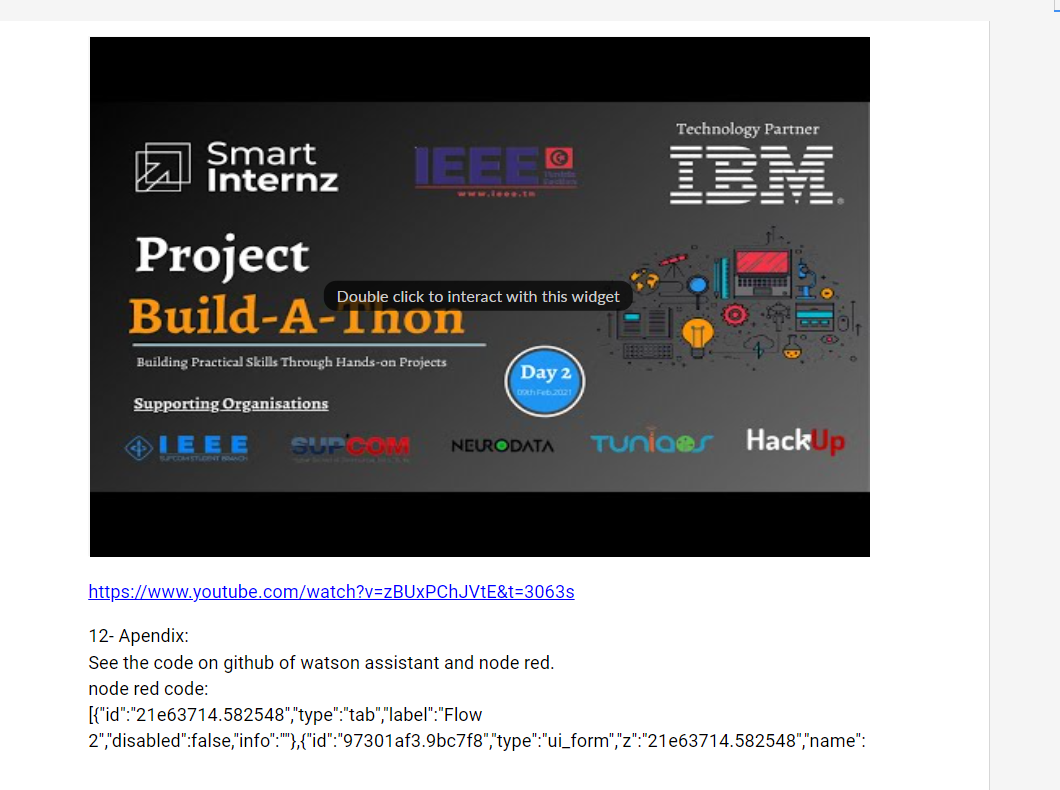 Smart
Internz
IEEE
www.ieee.tn
Technology Partner
IBM
Project
Double click to interact with this widget
Build-A-Thon
Building Practical Skills Through Hands-on Projects
Day 2
09th Feb,2021
Supporting Organisations
IEEE
SUPCOM STUDENT BRANCH
SUP'COM
NEURODATA
TUNIAOS
HackUp
https://www.youtube.com/watch?v=zBUxPChJVtE&t=3063s
12- Apendix:
See the code on github of watson assistant and node red.
node red code:
[{"id":"21e63714.582548","type":"tab","label":"Flow
2","disabled":false,"info":""},{"id":"97301af3.9bc7f8","type":"ui_form","z":"21e63714.582548","name":